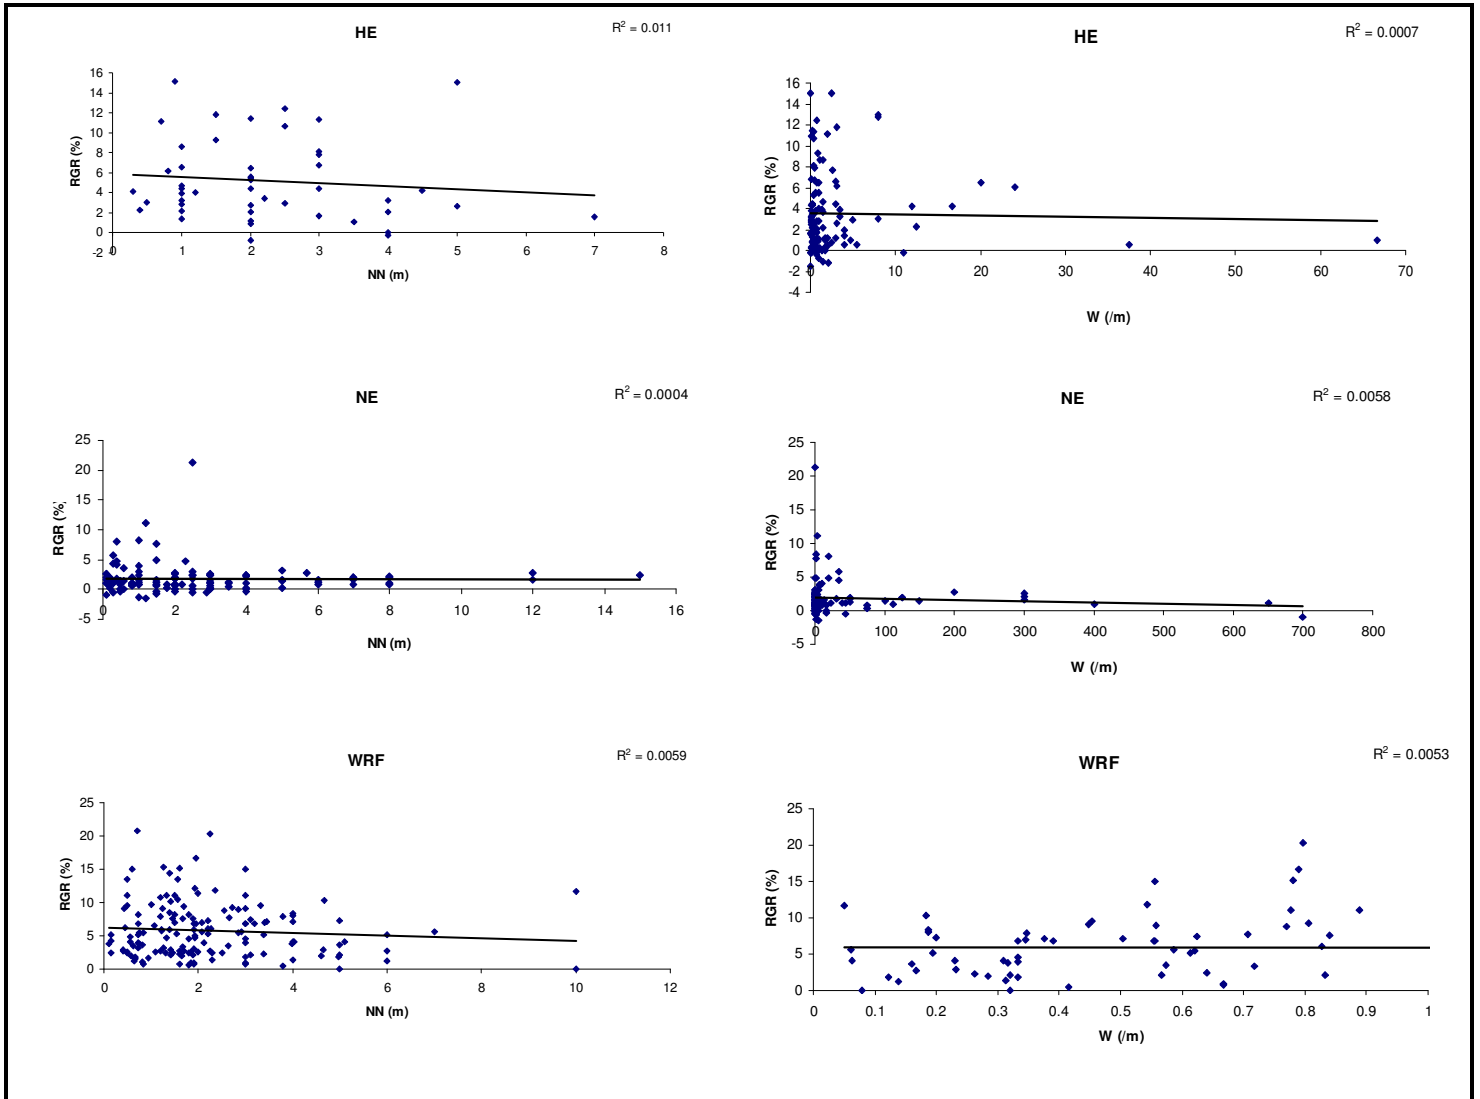 HE
R² = 0.011
16
14
12
10
8
6
4
2
0
-2
RGR (%)
0 1 2 3 4 5 6 7 8
NN (m)
HE
R² = 0.0007
16
14
12
10
8
6
4
2
0
-2
-4
RGR (%)
0 10 20 30 40 50 60 70
W (/m)
NE
R² = 0.0004
25
20
15
10
5
0
-5
RGR (%)
0 2 4 6 8 10 12 14 16
NN (m)
NE
R² = 0.0058
25
20
15
10
5
0
-5
RGR (%)
0 100 200 300 400 500 600 700 800
W (/m)
WRF
R² = 0.0059
25
20
15
10
5
0
RGR (%)
0 2 4 6 8 10 12
NN (m)
WRF
R² = 0.0053
25
20
15
10
5
0
RGR (%)
0 0.1 0.2 0.3 0.4 0.5 0.6 0.7 0.8 0.9 1
W (/m)